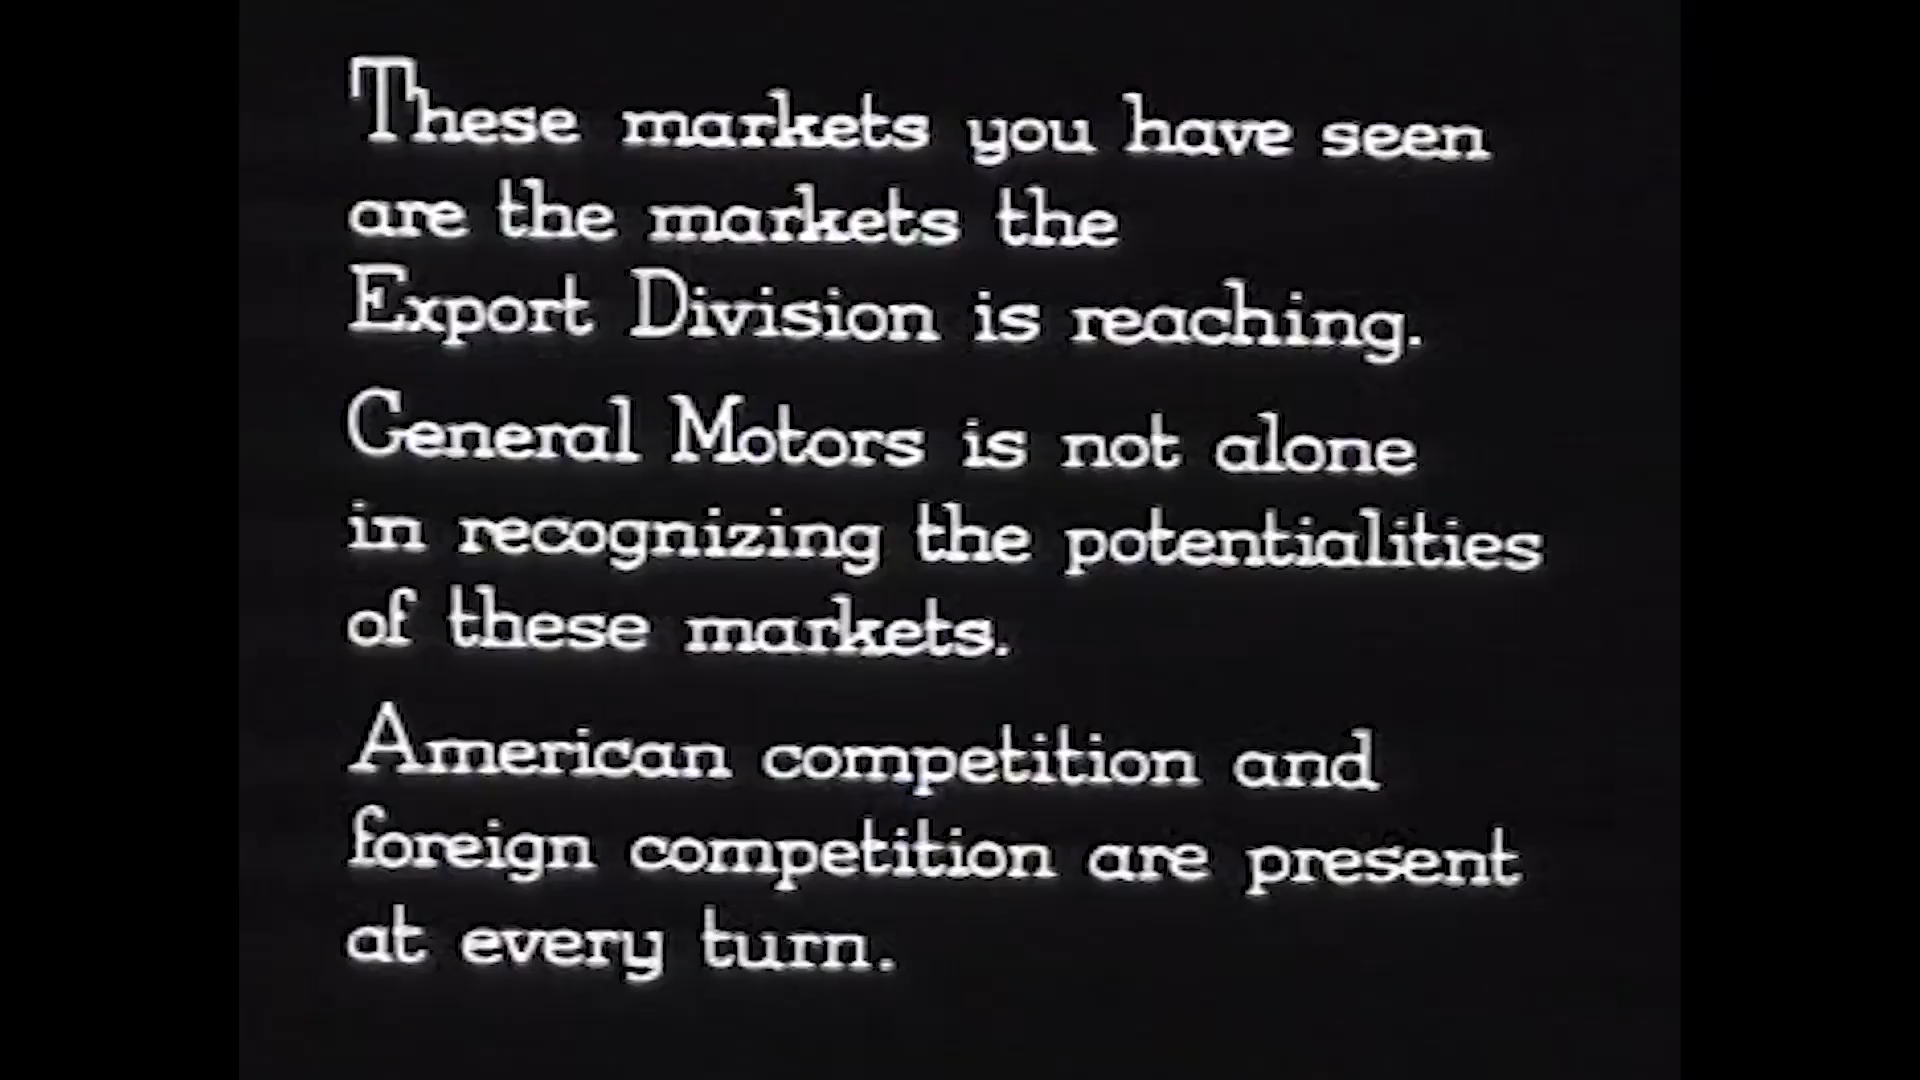 These markets you have seen
are the markets the
Export Division is reaching.
General Motors is not alone
in recognizing the potentialities
of these markets.
American competition and
foreign competition are present
at every turn.